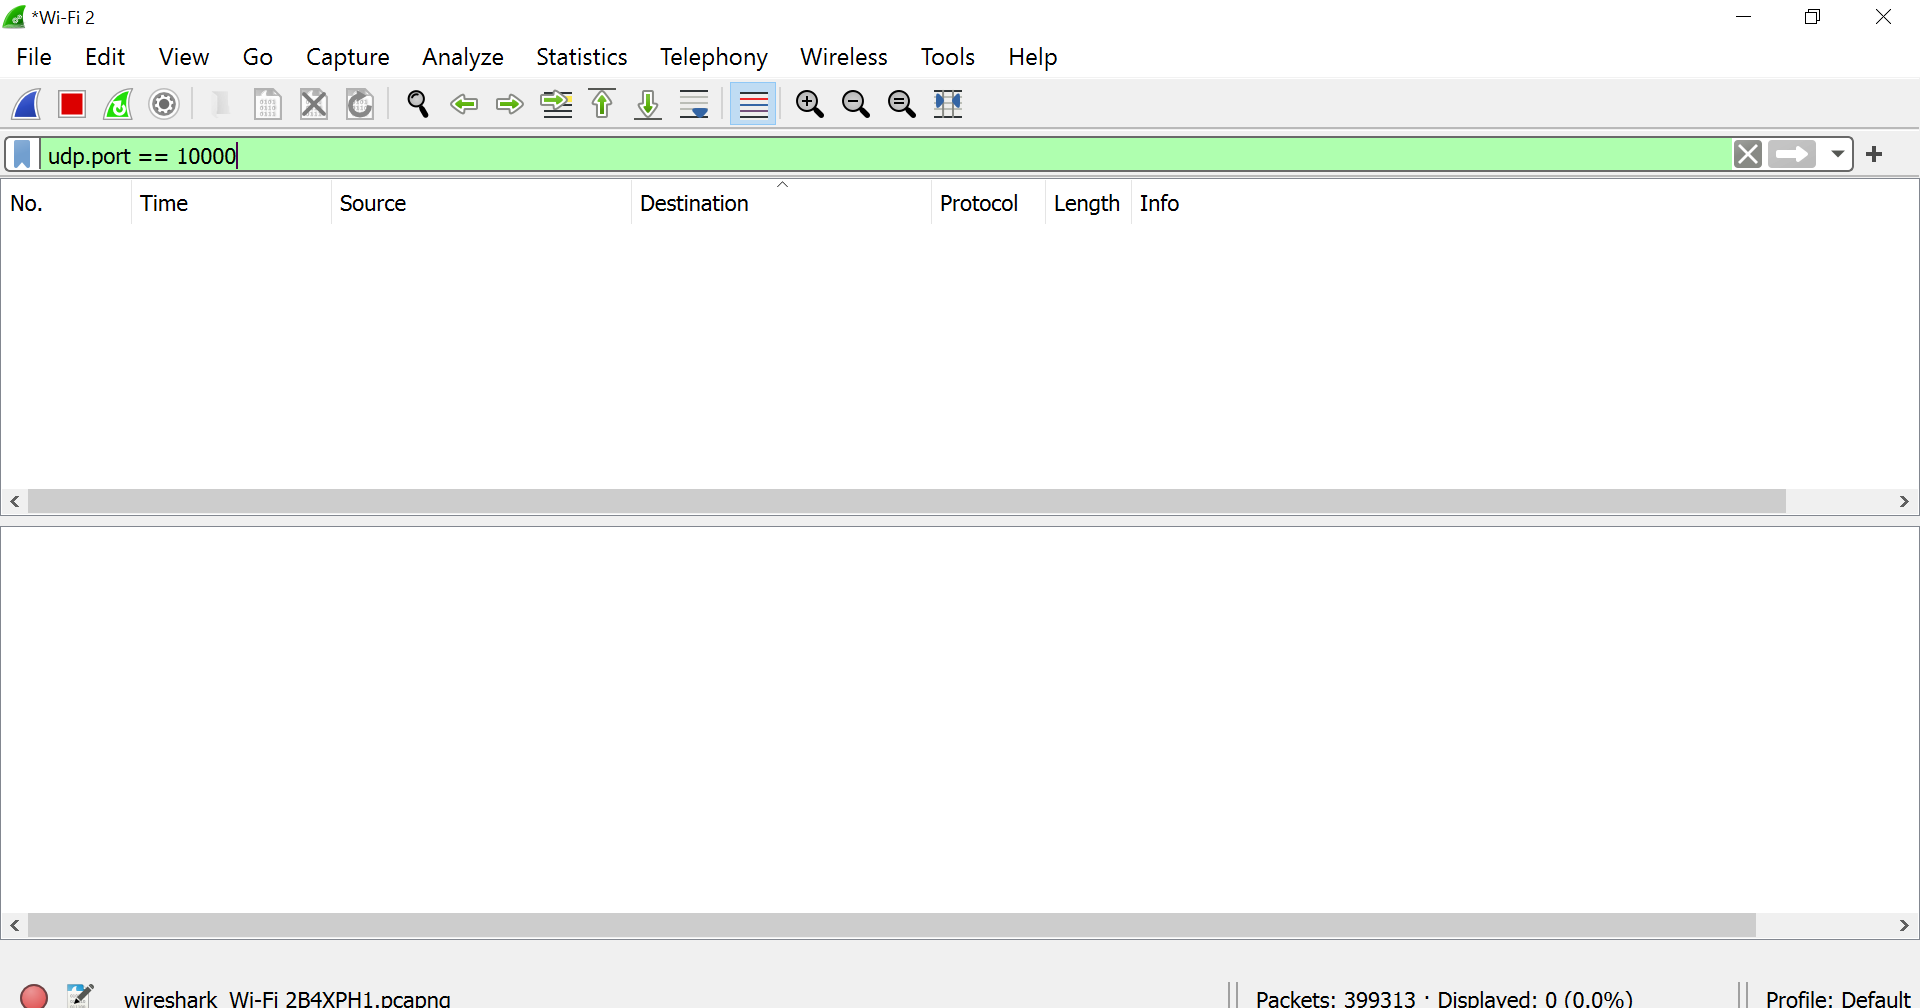 *Wi-Fi 2
File Edit View Go Capture Analyze Statistics Telephony Wireless Tools Help
udp.port == 10000
No. Time Source Destination Protocol Length Info
wireshark_Wi-Fi 2B4XPH1.pcapng Packets: 399313 · Displayed: 0 (0.0%) Profile: Default